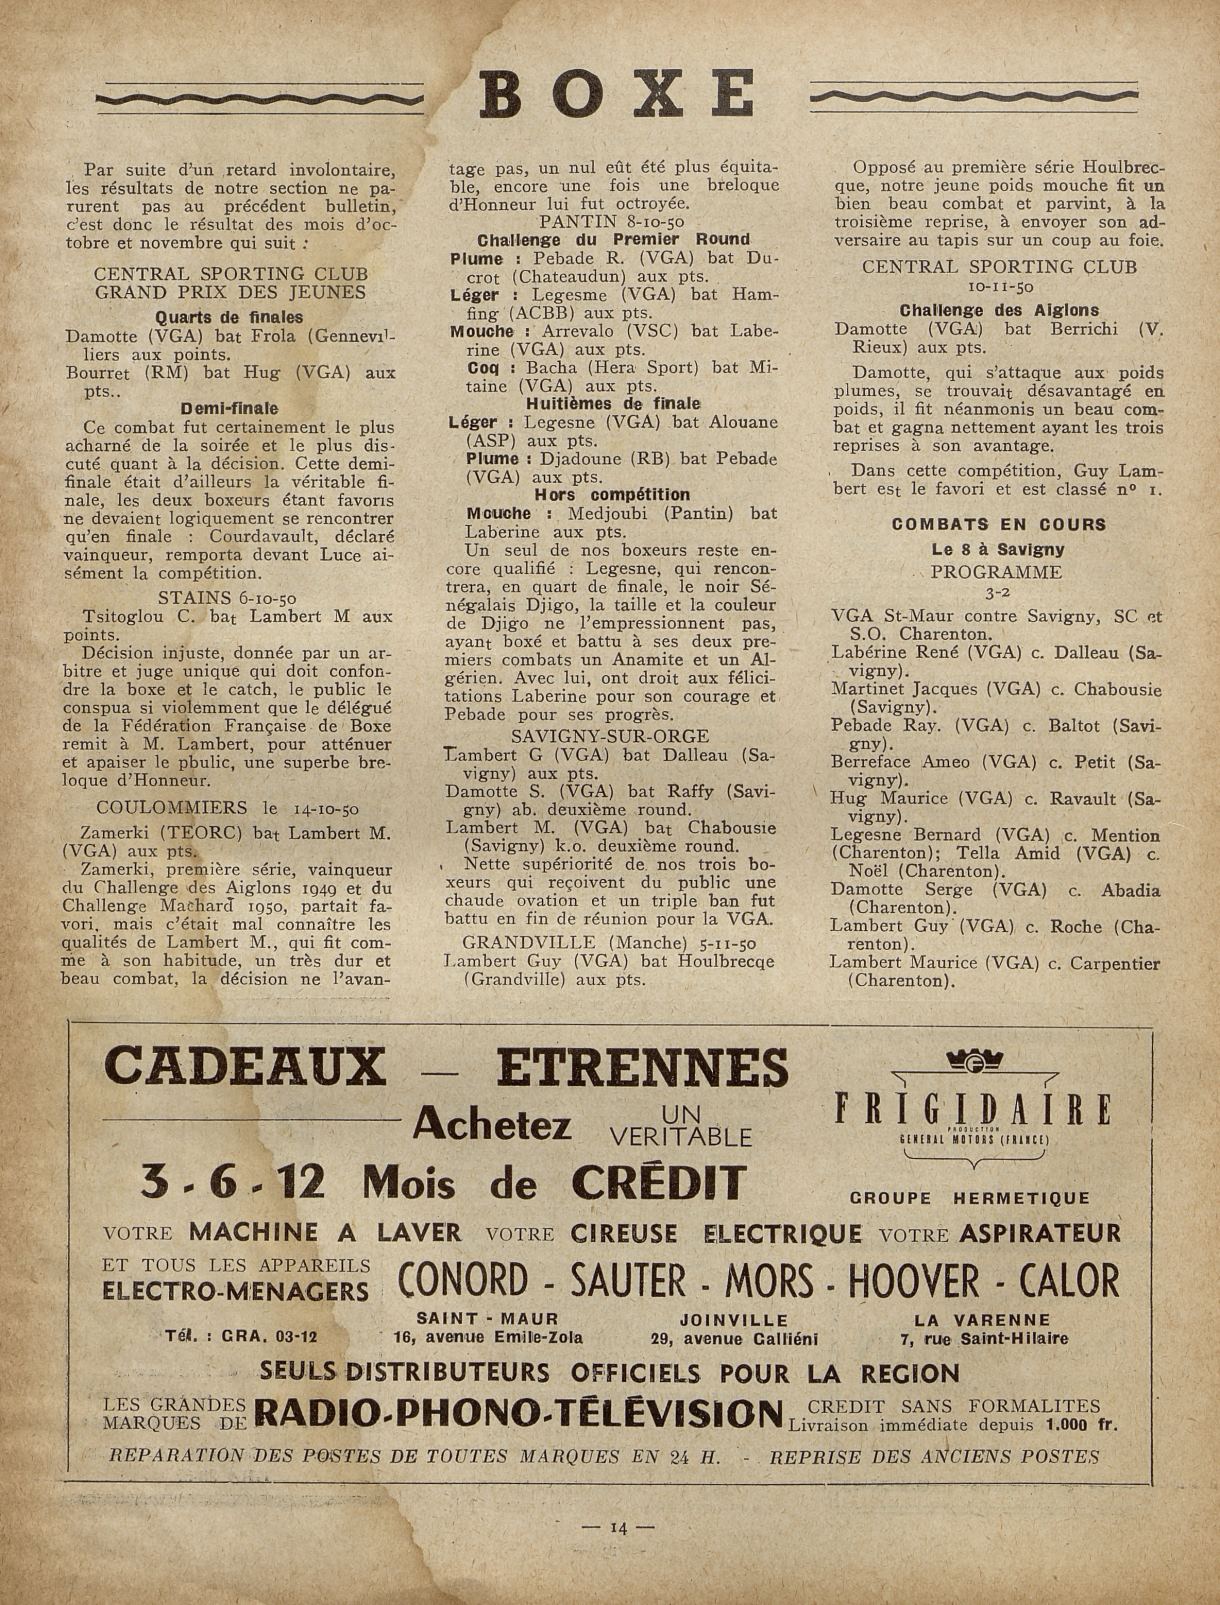 BOXE
Par suite d'un retard involontaire,
les résultats de notre section ne pa-
rurent pas au précédent bulletin,
c'est donc le résultat des mois d'oc-
tobre et novembre qui suit :
CENTRAL SPORTING CLUB
GRAND PRIX DES JEUNES
Quarts de finales
Damotte (VGA) bat Frola (Gennevil-
liers aux points.
Bourret (RM) bat Hug (VGA) aux
pts..
Demi-finale
Ce combat fut certainement le plus
acharné de la soirée et le plus dis-
cuté quant à la décision. Cette demi-
finale était d'ailleurs la véritable fi-
nale, les deux boxeurs étant favoris
ne devaient logiquement se rencontrer
qu'en finale : Courdavault, déclaré
vainqueur, remporta devant Luce ai-
sément la compétition.
STAINS 6-10-50
Tsitoglou C. bat Lambert M aux
points.
Décision injuste, donnée par un ar-
bitre et juge unique qui doit confon-
dre la boxe et le catch, le public le
conspua si violemment que le délégué
de la Fédération Française de Boxe
remit à M. Lambert, pour atténuer
et apaiser le pbulic, une superbe bre-
loque d'Honneur.
COULOMMIERS le 14-10-50
Zamerki (TEORC) bat Lambert M.
(VGA) aux pts.
Zamerki, première série, vainqueur
du Challenge des Aiglons 1949 et du
Challenge Machard 1950, partait fa-
vori, mais c'était mal connaître les
qualités de Lambert M., qui fit com-
me à son habitude, un très dur et
beau combat, la décision ne l'avan-
tage pas, un nul eût été plus équita-
ble, encore une fois une breloque
d'Honneur lui fut octroyée.
PANTIN 8-10-50
Challenge du Premier Round
Plume : Pebade R. (VGA) bat Du-
crot (Chateaudun) aux pts.
Léger : Legesme (VGA) bat Ham-
fing (ACBB) aux pts.
Mouche : Arrevalo (VSC) bat Labe-
rine (VGA) aux pts.
Coq : Bacha (Hera Sport) bat Mi-
taine (VGA) aux pts.
Huitièmes de finale
Léger : Legesne (VGA) bat Alouane
(ASP) aux pts.
Plume : Djadoune (RB) bat Pebade
(VGA) aux pts.
Hors compétition
Mouche : Medjoubi (Pantin) bat
Laberine aux pts.
Un seul de nos boxeurs reste en-
core qualifié : Legesne, qui rencon-
trera, en quart de finale, le noir Sé-
négalais Djigo, la taille et la couleur
de Djigo ne l'empressionnent pas,
ayant boxé et battu à ses deux pre-
miers combats un Anamite et un Al-
gérien. Avec lui, ont droit aux félici-
tations Laberine pour son courage et
Pebade pour ses progrès.
SAVIGNY-SUR-ORGE
Lambert G (VGA) bat Dalleau (Sa-
vigny) aux pts.
Damotte S. (VGA) bat Raffy (Savi-
gny) ab. deuxième round.
Lambert M. (VGA) bat Chabousie
(Savigny) k.o. deuxième round.
Nette supériorité de nos trois bo-
xeurs qui reçoivent du public une
chaude ovation et un triple ban fut
battu en fin de réunion pour la VGA.
GRANDVILLE (Manche) 5-11-50
Lambert Guy (VGA) bat Houlbrecqe
(Grandville) aux pts.
Opposé au première série Houlbrec-
que, notre jeune poids mouche fit un
bien beau combat et parvint, à la
troisième reprise, à envoyer son ad-
versaire au tapis sur un coup au foie.
CENTRAL SPORTING CLUB
10-11-50
Challenge des Aiglons
Damotte (VGA) bat Berrichi (V.
Rieux) aux pts.
Damotte, qui s'attaque aux poids
plumes, se trouvait désavantagé en
poids, il fit néanmonis un beau com-
bat et gagna nettement ayant les trois
reprises à son avantage.
Dans cette compétition, Guy Lam-
bert est le favori et est classé n° 1.
COMBATS EN COURS
Le 8 à Savigny
PROGRAMME
3-2
VGA St-Maur contre Savigny, SC et
S.O. Charenton.
Labérine René (VGA) c. Dalleau (Sa-
vigny).
Martinet Jacques (VGA) c. Chabousie
(Savigny).
Pebade Ray. (VGA) c. Baltot (Savi-
gny).
Berreface Ameo (VGA) c. Petit (Sa-
vigny).
Hug Maurice (VGA) c. Ravault (Sa-
vigny).
Legesne Bernard (VGA) c. Mention
(Charenton); Tella Amid (VGA) c.
Noël (Charenton).
Damotte Serge (VGA) c. Abadia
(Charenton).
Lambert Guy (VGA) c. Roche (Cha-
renton).
Lambert Maurice (VGA) c. Carpentier
(Charenton).
CADEAUX — ETRENNES
Achetez UN VERITABLE
FRIGIDAIRE
PRODUCTION
GENERAL MOTORS (FRANCE)
3 - 6 - 12 Mois de CRÉDIT
GROUPE HERMETIQUE
VOTRE MACHINE A LAVER VOTRE CIREUSE ELECTRIQUE VOTRE ASPIRATEUR
ET TOUS LES APPAREILS
ELECTRO-MENAGERS CONORD - SAUTER - MORS - HOOVER - CALOR
SAINT - MAUR JOINVILLE LA VARENNE
Tél. : GRA. 03-12 16, avenue Emile-Zola 29, avenue Galliéni 7, rue Saint-Hilaire
SEULS DISTRIBUTEURS OFFICIELS POUR LA REGION
LES GRANDES
MARQUES DE RADIO-PHONO-TÉLÉVISION CREDIT SANS FORMALITES
Livraison immédiate depuis 1.000 fr.
REPARATION DES POSTES DE TOUTES MARQUES EN 24 H. - REPRISE DES ANCIENS POSTES
— 14 —